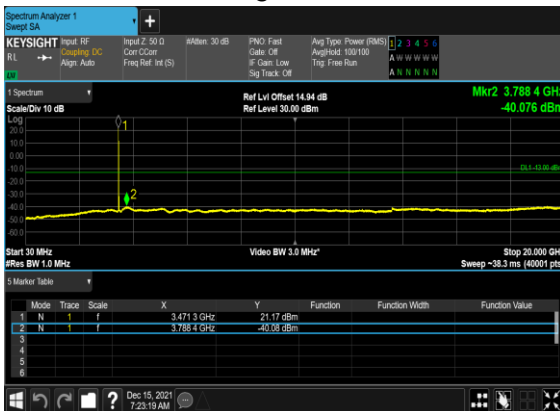 Spectrum Analyzer 1
Swept SA
KEYSIGHT Input: RF Input Z: 50 Ω #Atten: 30 dB PNO: Fast Avg Type: Power (RMS) 1 2 3 4 5 6
RL Coupling: DC Corr CCorr Gate: Off Avg|Hold: 100/100 A W W W W W
Align: Auto Freq Ref: Int (S) IF Gain: Low Trig: Free Run
LV Sig Track: Off A N N N N N
1 Spectrum Ref Lvl Offset 14.94 dB Mkr2 3.788 4 GHz
Scale/Div 10 dB Ref Level 30.00 dBm -40.076 dBm
Log
20.0
10.0
0.00
-10.0
-20.0
-30.0
-40.0
-50.0
-60.0
1
2
DL1 -13.00 dBm
Start 30 MHz Video BW 3.0 MHz* Stop 20.000 GHz
#Res BW 1.0 MHz Sweep ~38.3 ms (40001 pts)
5 Marker Table
Mode Trace Scale X Y Function Function Width Function Value
1 N 1 f 3.471 3 GHz 21.17 dBm
2 N 1 f 3.788 4 GHz -40.08 dBm
3
4
5
6
? Dec 15, 2021
7:23:19 AM